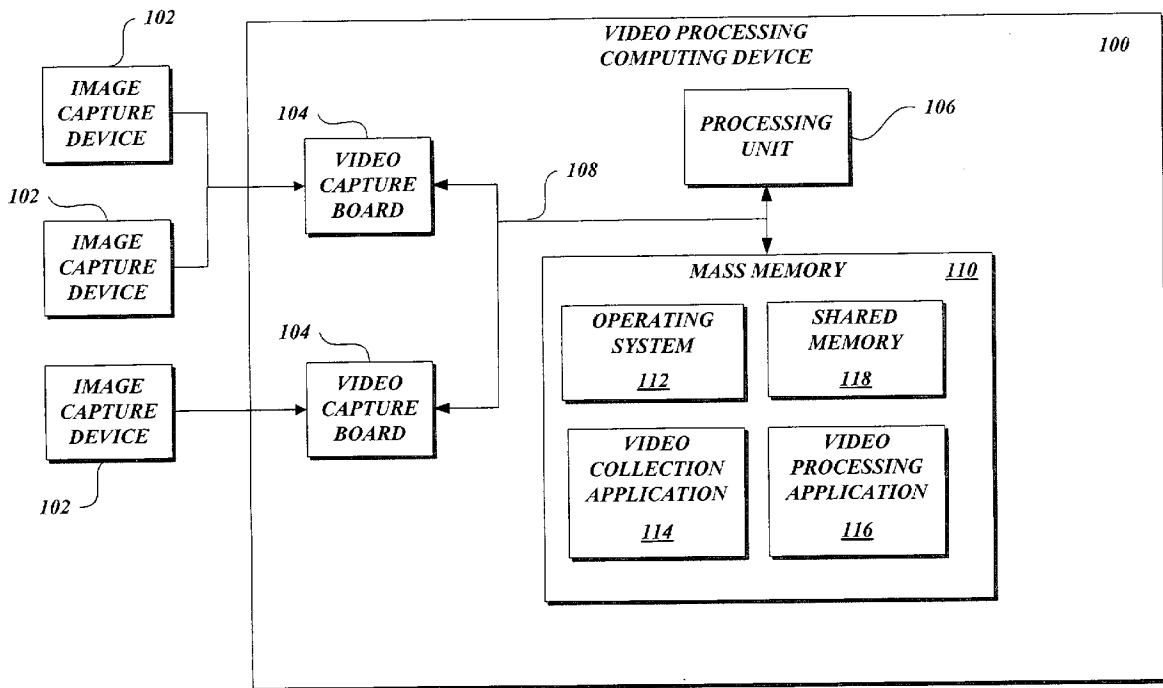 VIDEO PROCESSING
COMPUTING DEVICE
100
102
IMAGE
CAPTURE
DEVICE
102
IMAGE
CAPTURE
DEVICE
IMAGE
CAPTURE
DEVICE
102
104
VIDEO
CAPTURE
BOARD
104
VIDEO
CAPTURE
BOARD
108
PROCESSING
UNIT
106
MASS MEMORY
110
OPERATING
SYSTEM
112
SHARED
MEMORY
118
VIDEO
COLLECTION
APPLICATION
114
VIDEO
PROCESSING
APPLICATION
116